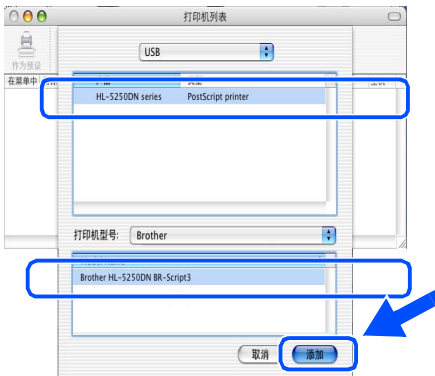 打印机列表
USB
作为预设
在菜单中
HL-5250DN series PostScript printer
打印机型号: Brother
Brother HL-5250DN BR-Script3
取消 添加